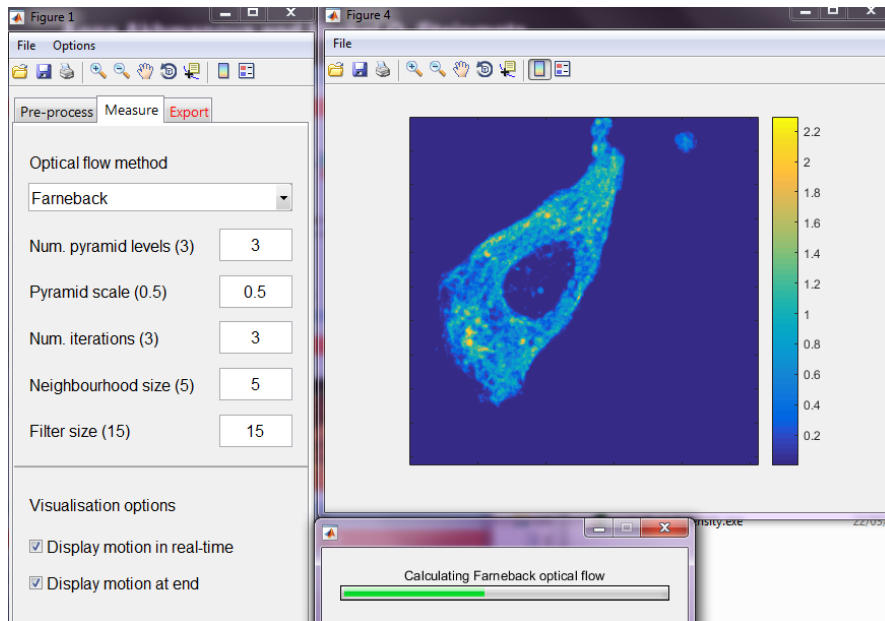 Figure 1
File Options
Pre-process Measure Export
Optical flow method
Farneback
Num. pyramid levels (3) 3
Pyramid scale (0.5) 0.5
Num. iterations (3) 3
Neighbourhood size (5) 5
Filter size (15) 15
Visualisation options
Display motion in real-time
Display motion at end
Figure 4
File
2.2
2
1.8
1.6
1.4
1.2
1
0.8
0.6
0.4
0.2
Calculating Farneback optical flow